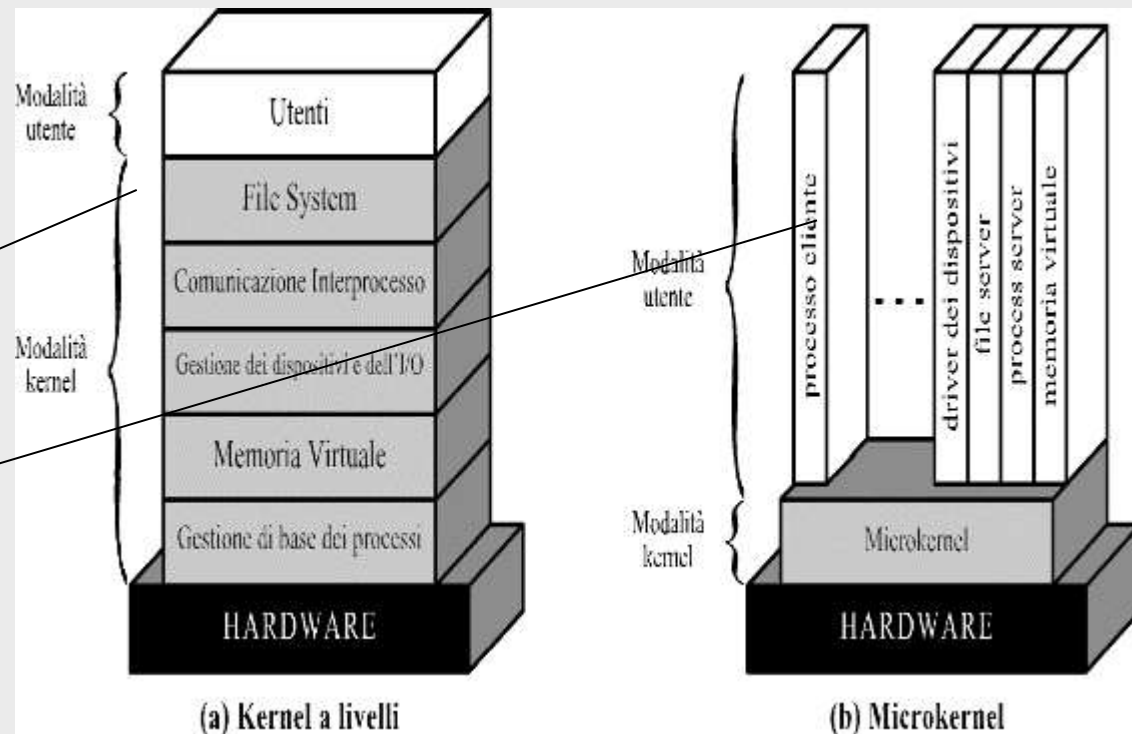 Modalità
utente
Utenti
File System
Comunicazione Interprocesso
Modalità
kernel
Gestione dei dispositivi e dell'I/O
Memoria Virtuale
Gestione di base dei processi
HARDWARE
(a) Kernel a livelli
Modalità
utente
processo cliente
...
driver dei dispositivi
file server
process server
memoria virtuale
Modalità
kernel
Microkernel
HARDWARE
(b) Microkernel